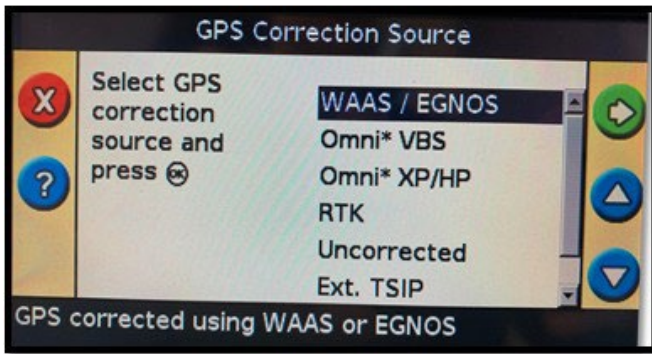 GPS Correction Source
X
Select GPS
correction
source and
press OK
?
WAAS / EGNOS
Omni* VBS
Omni* XP/HP
RTK
Uncorrected
Ext. TSIP
GPS corrected using WAAS or EGNOS